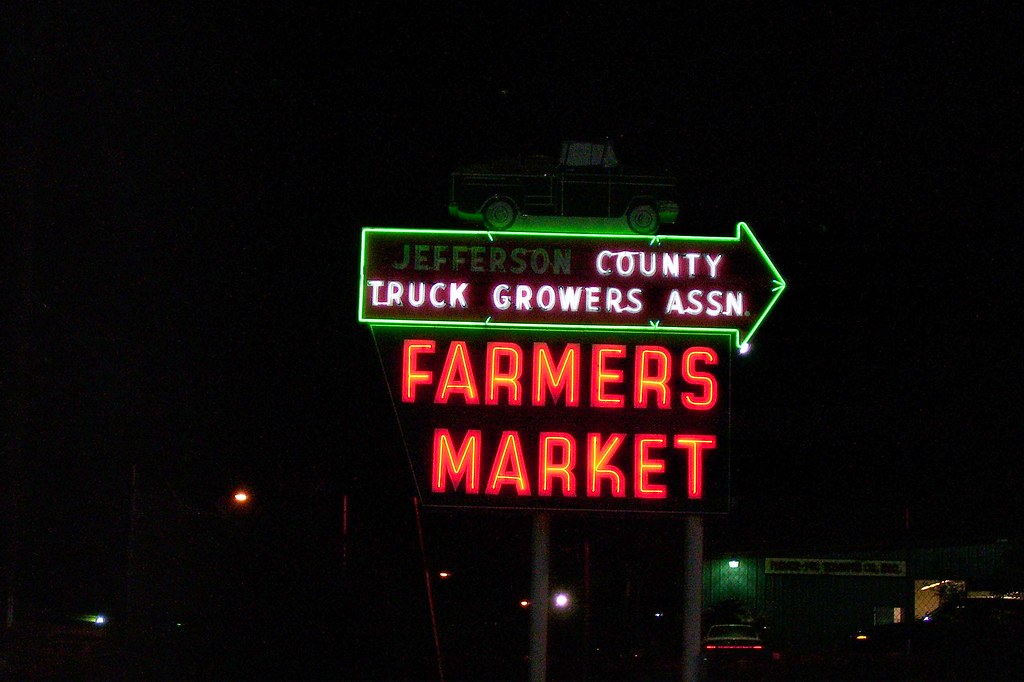 JEFFERSON COUNTY
TRUCK GROWERS ASSN.
FARMERS
MARKET